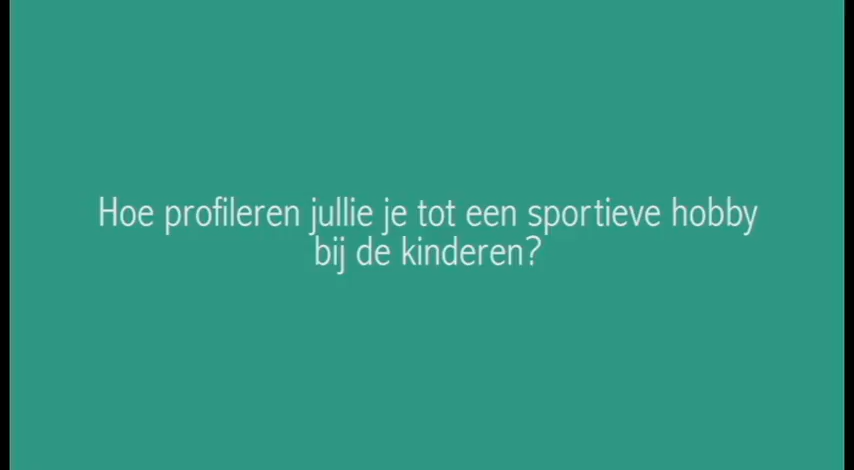 Hoe profileren jullie je tot een sportieve hobby
bij de kinderen?